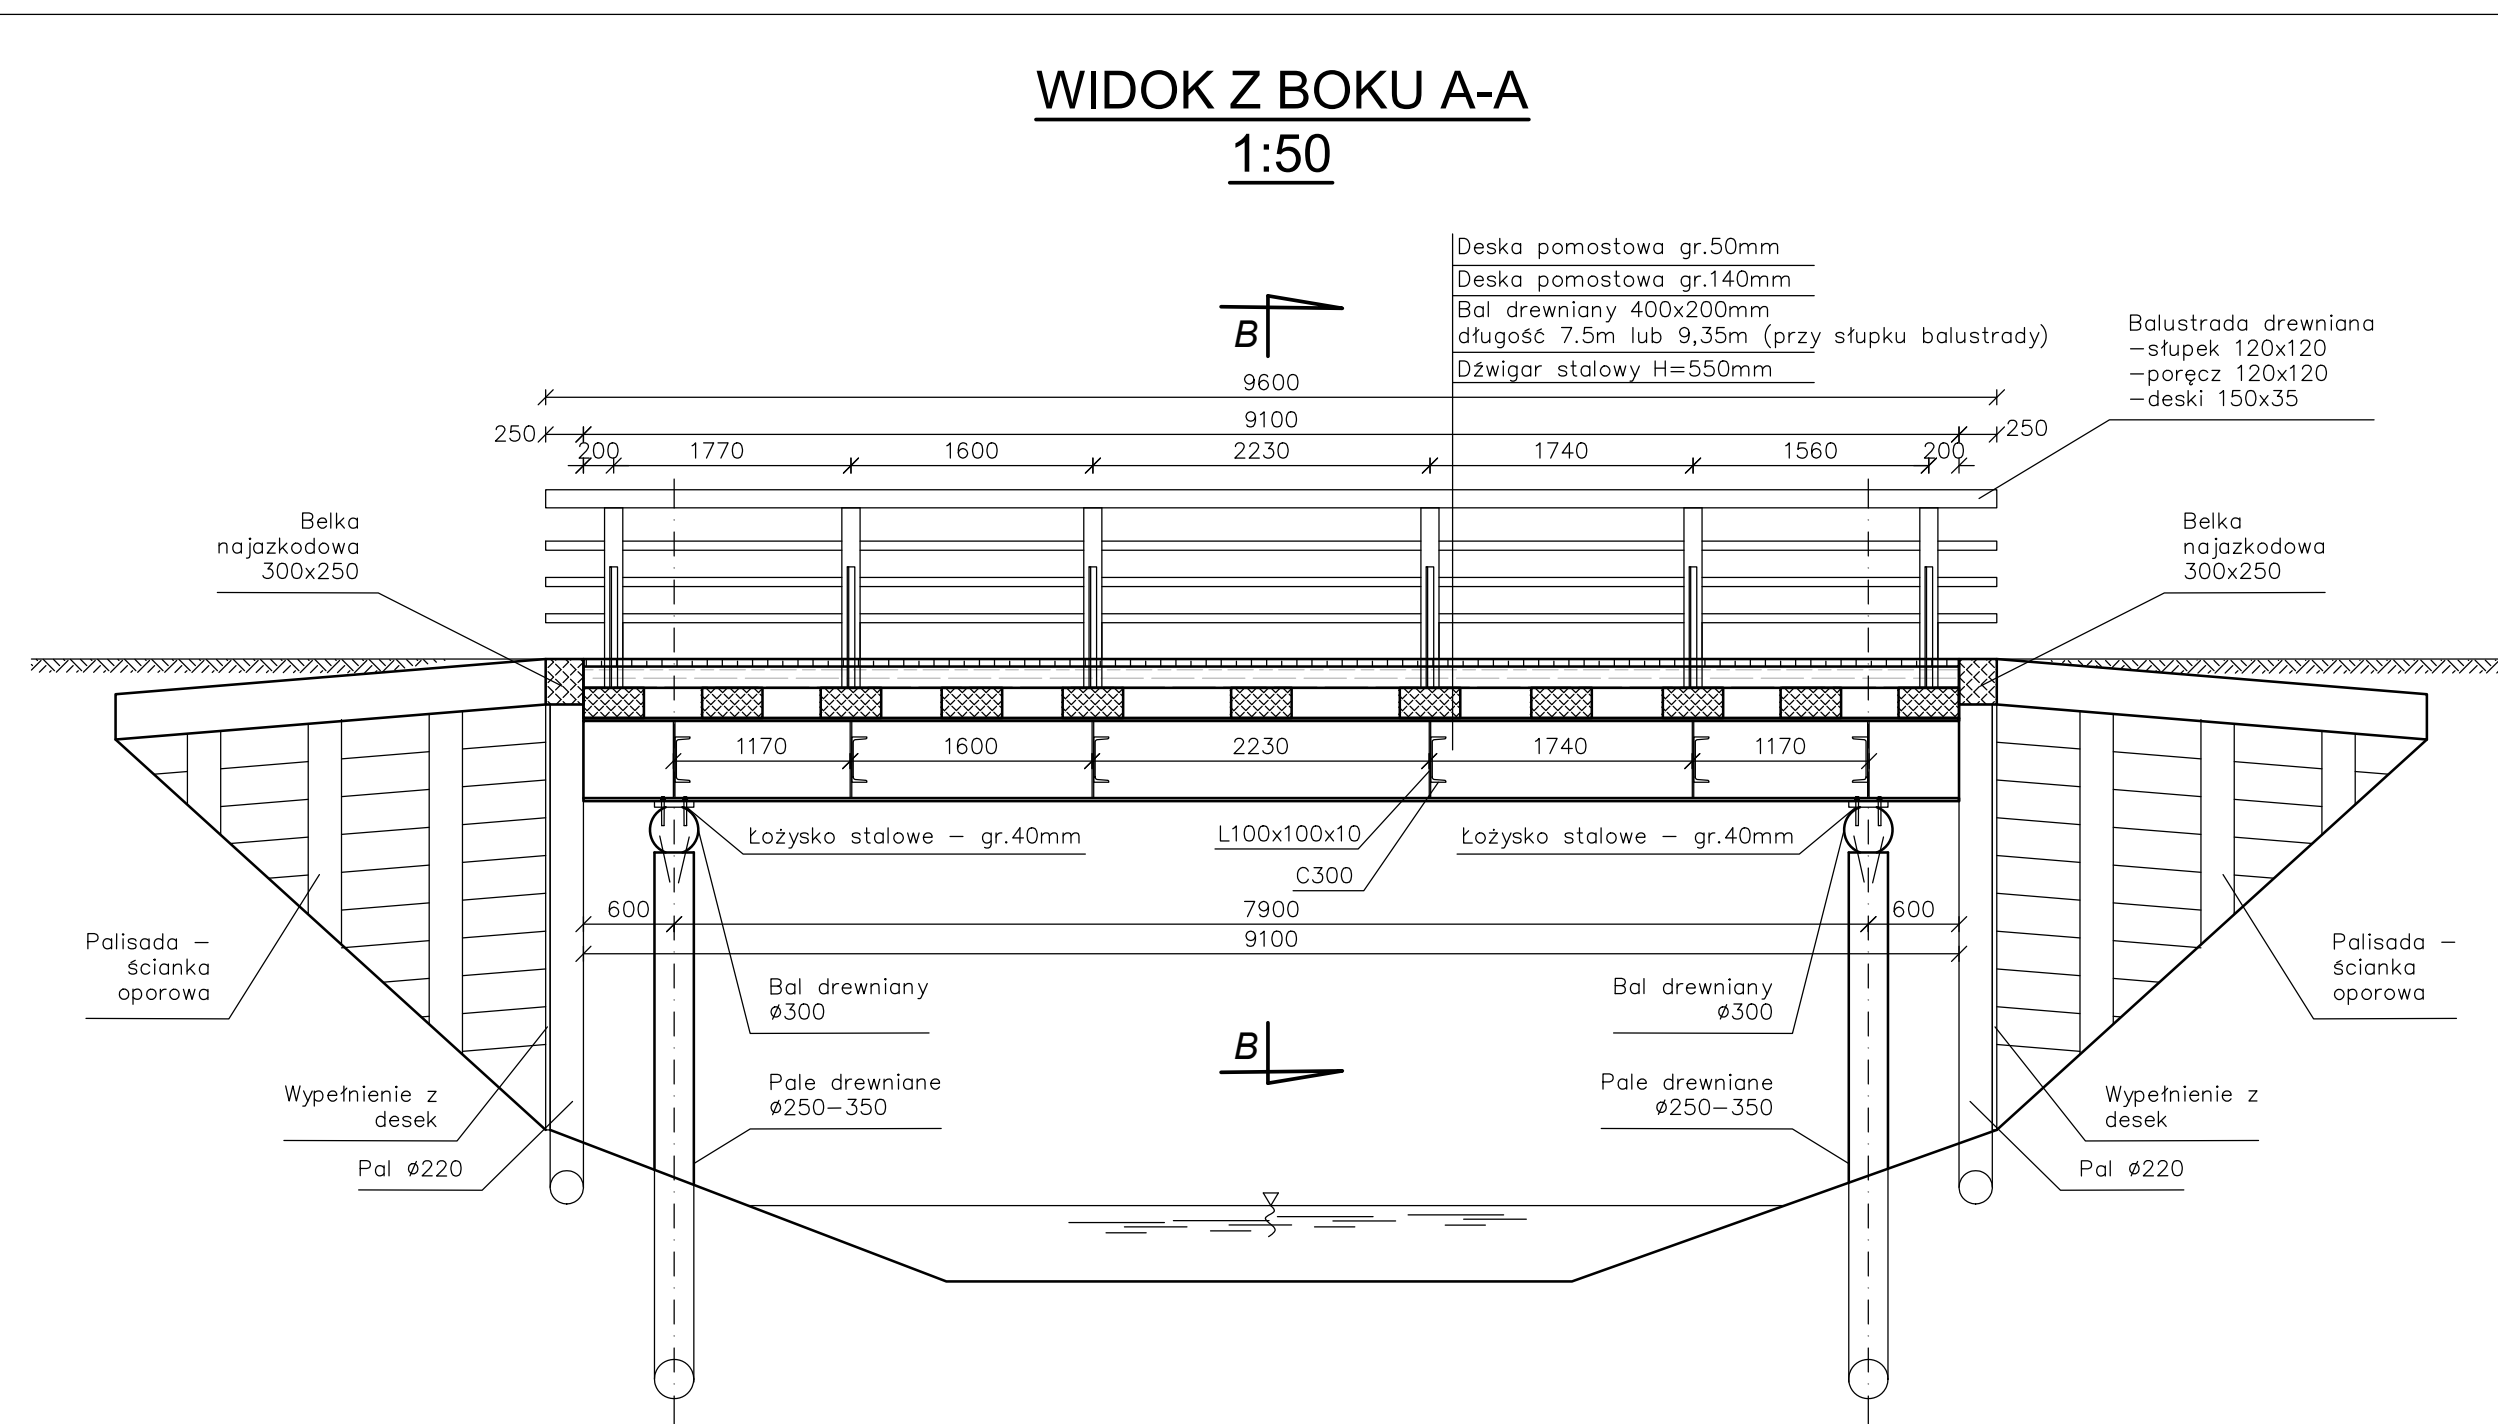 WIDOK Z BOKU A-A
1:50
Deska pomostowa gr.50mm
Deska pomostowa gr.140mm
Bal drewniany 400x200mm
długość 7.5m lub 9,35m (przy słupku balustrady)
Dźwigar stalowy H=550mm
B
Balustrada drewniana
-słupek 120x120
-poręcz 120x120
-deski 150x35
9600
9100
250
250
200
1770
1600
2230
1740
1560
200
Belka
najazkodowa
300x250
Belka
najazkodowa
300x250
1170
1600
2230
1740
1170
Łożysko stalowe - gr.40mm
L100x100x10
Łożysko stalowe - gr.40mm
C300
600
7900
600
9100
Palisada -
ścianka
oporowa
Palisada -
ścianka
oporowa
Bal drewniany
ø300
Bal drewniany
ø300
B
Pale drewniane
ø250-350
Pale drewniane
ø250-350
Wypełnienie z
desek
Wypełnienie z
desek
Pal ø220
Pal ø220